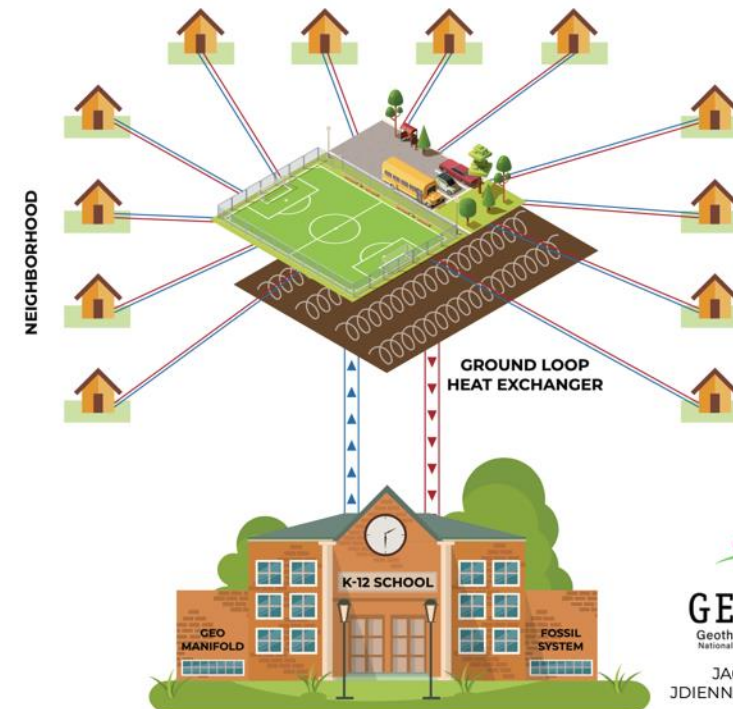 NEIGHBORHOOD
GROUND LOOP
HEAT EXCHANGER
K-12 SCHOOL
GEO
MANIFOLD
FOSSIL
SYSTEM